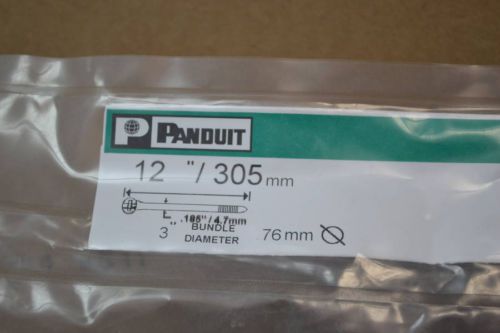 P PANDUIT
12 "/305mm
.185"/4.7mm
3" BUNDLE DIAMETER 76mm